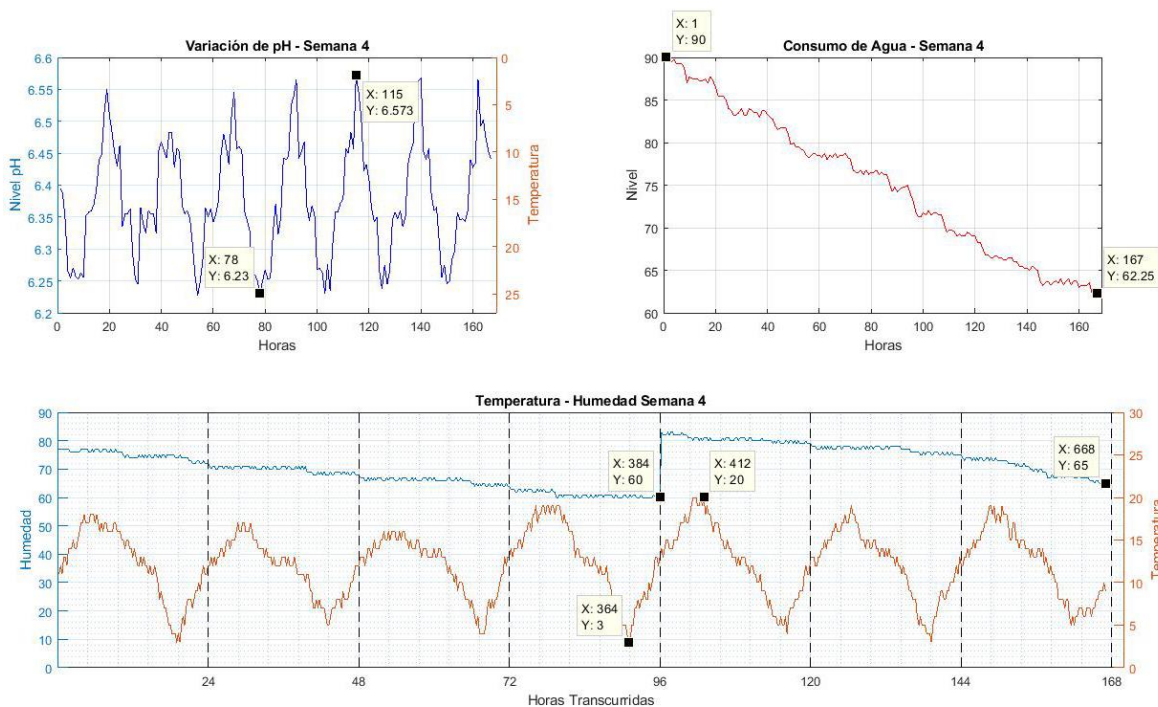 Variación de pH - Semana 4
6.6
6.55
6.5
6.45
6.4
6.35
6.3
6.25
6.2
Nivel pH
0
5
10
15
20
25
Temperatura
X: 115
Y: 6.573
X: 78
Y: 6.23
0 20 40 60 80 100 120 140 160
Horas
Consumo de Agua - Semana 4
X: 1
Y: 90
90
85
80
75
70
65
60
Nivel
X: 167
Y: 62.25
0 20 40 60 80 100 120 140 160
Horas
Temperatura - Humedad Semana 4
90
80
70
60
50
40
30
20
10
0
Humedad
30
25
20
15
10
5
0
Temperatura
X: 384
Y: 60
X: 412
Y: 20
X: 668
Y: 65
X: 364
Y: 3
24 48 72 96 120 144 168
Horas Transcurridas